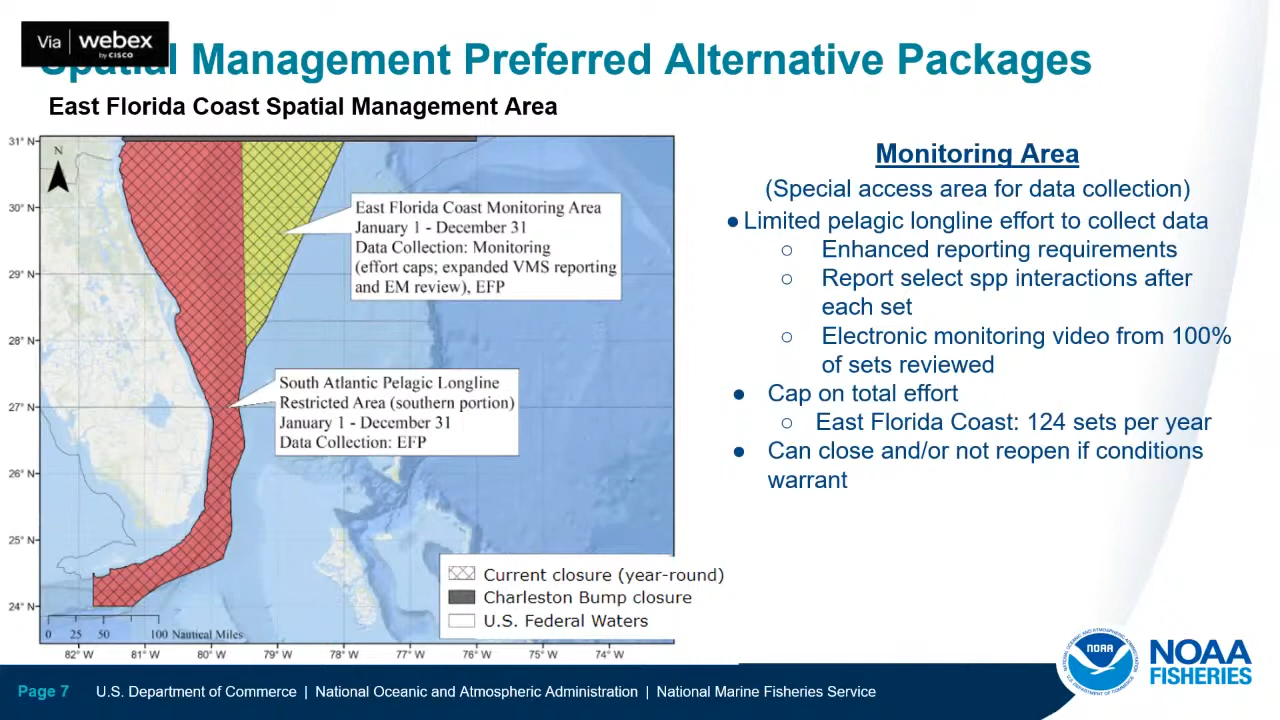 Via webex
by CISCO
Spatial Management Preferred Alternative Packages
East Florida Coast Spatial Management Area
31° N
30° N
29° N
28° N
27° N
26° N
25° N
24° N
N
East Florida Coast Monitoring Area
January 1 - December 31
Data Collection: Monitoring
(effort caps; expanded VMS reporting
and EM review), EFP
South Atlantic Pelagic Longline
Restricted Area (southern portion)
January 1 - December 31
Data Collection: EFP
Current closure (year-round)
Charleston Bump closure
U.S. Federal Waters
0 25 50 100 Nautical Miles
82° W 81° W 80° W 79° W 78° W 77° W 76° W 75° W 74° W
Monitoring Area
(Special access area for data collection)
● Limited pelagic longline effort to collect data
○ Enhanced reporting requirements
○ Report select spp interactions after
each set
○ Electronic monitoring video from 100%
of sets reviewed
● Cap on total effort
○ East Florida Coast: 124 sets per year
● Can close and/or not reopen if conditions
warrant
Page 7 U.S. Department of Commerce | National Oceanic and Atmospheric Administration | National Marine Fisheries Service
NOAA
NOAA
FISHERIES